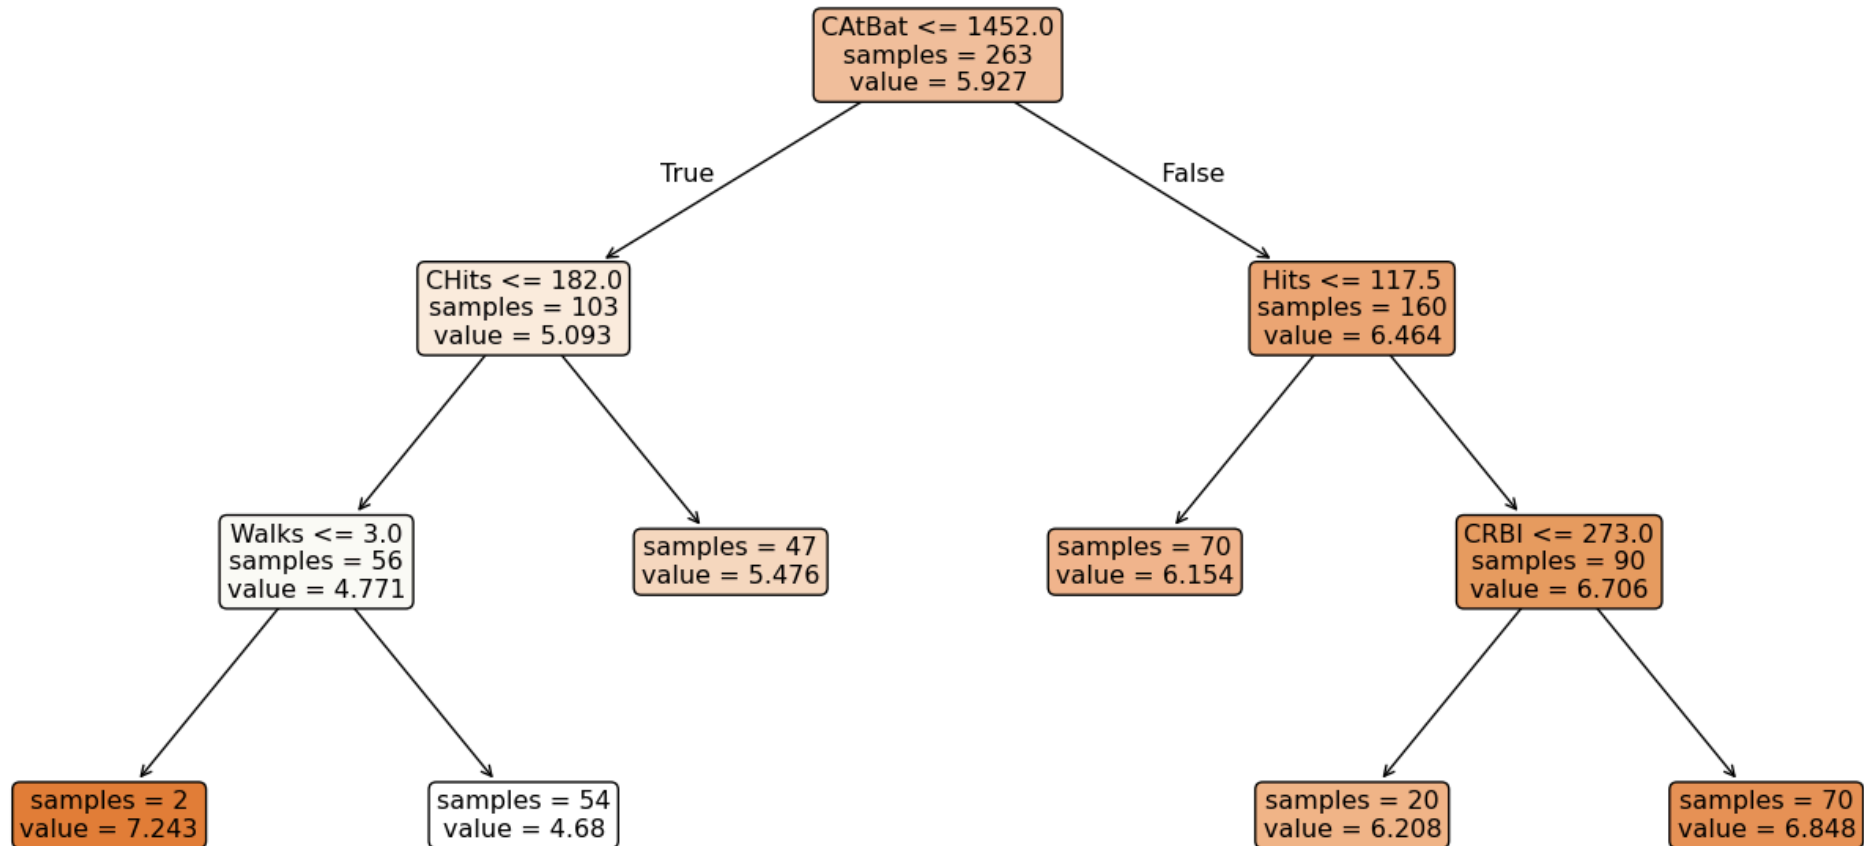 CAtBat <= 1452.0
samples = 263
value = 5.927
True
False
CHits <= 182.0
samples = 103
value = 5.093
Hits <= 117.5
samples = 160
value = 6.464
Walks <= 3.0
samples = 56
value = 4.771
samples = 47
value = 5.476
samples = 70
value = 6.154
CRBI <= 273.0
samples = 90
value = 6.706
samples = 2
value = 7.243
samples = 54
value = 4.68
samples = 20
value = 6.208
samples = 70
value = 6.848